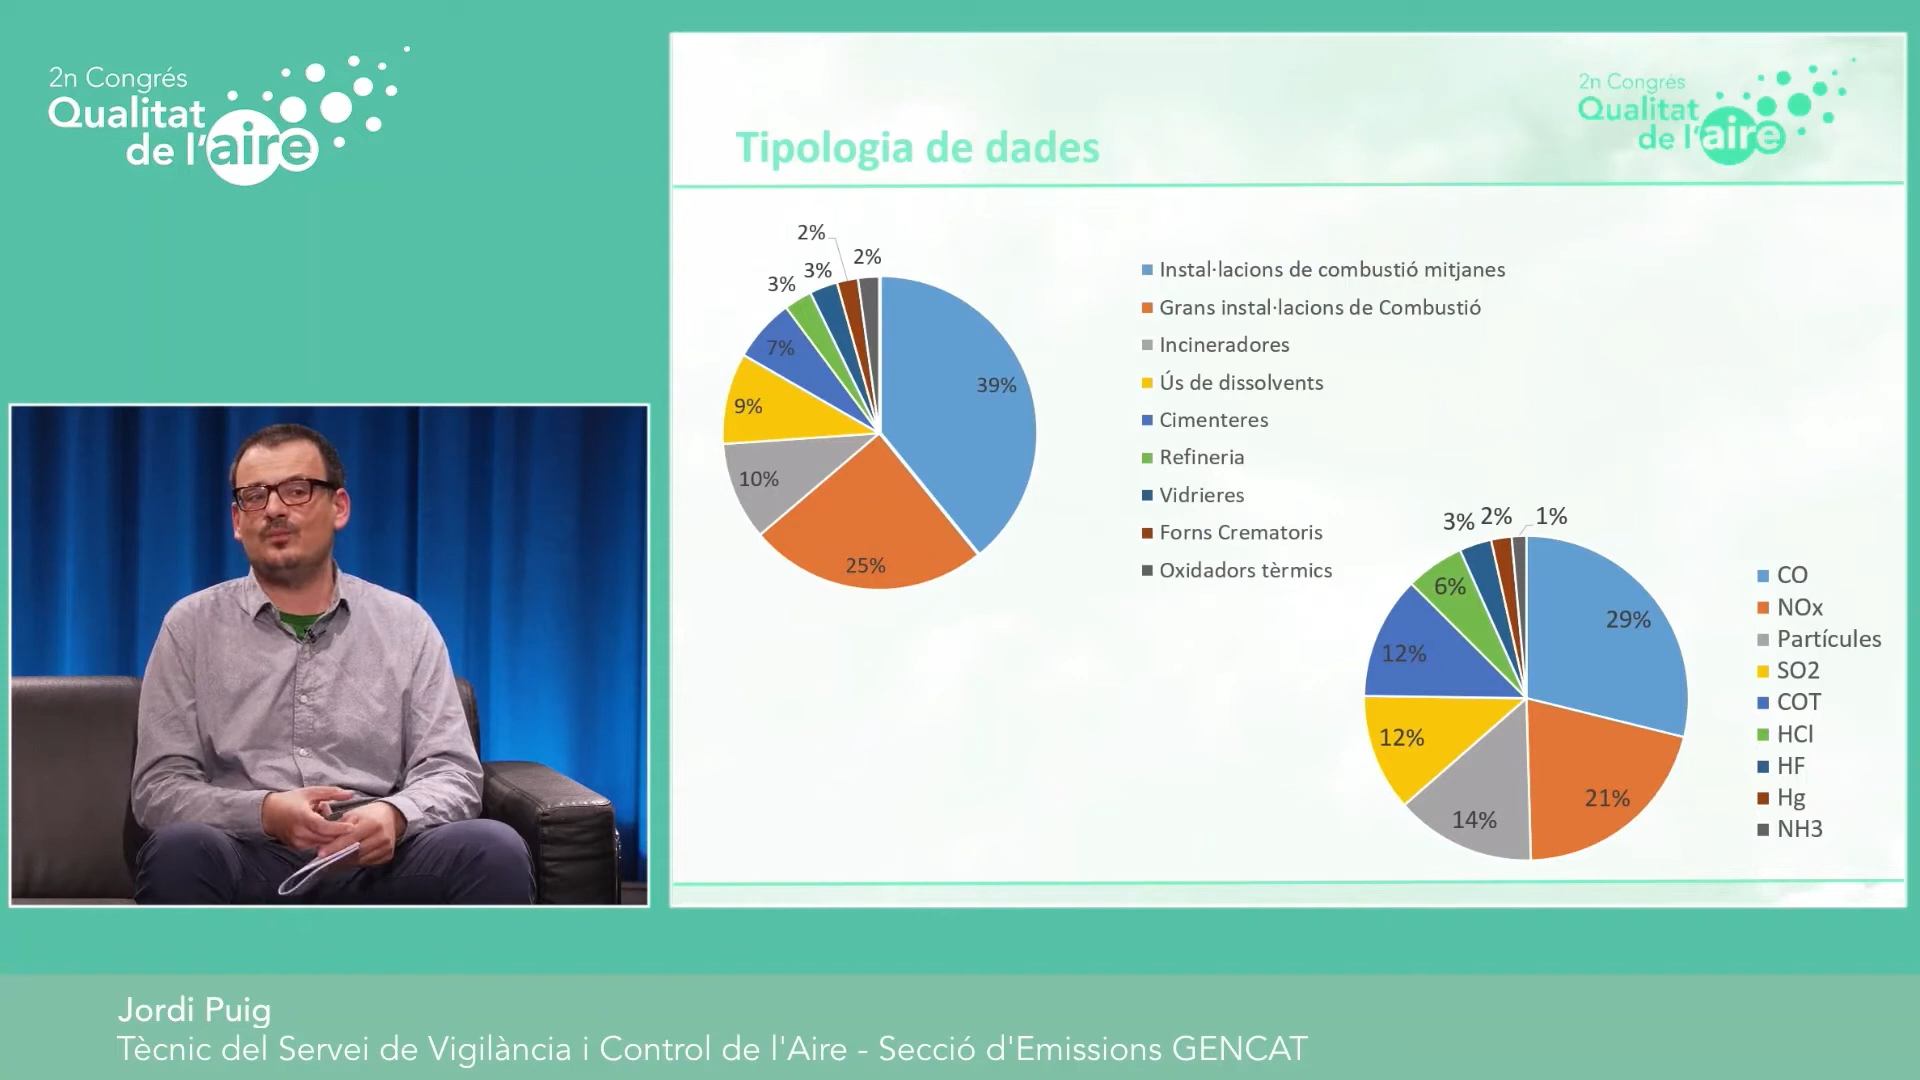 2n Congrés
Qualitat
de l'aire
2n Congrés
Qualitat
de l'aire
Tipologia de dades
2%
2%
3%
3%
7%
9%
10%
25%
39%
Instal·lacions de combustió mitjanes
Grans instal·lacions de Combustió
Incineradores
Ús de dissolvents
Cimenteres
Refineria
Vidrieres
Forns Crematoris
Oxidadors tèrmics
3%
2%
1%
6%
12%
12%
14%
21%
29%
CO
NOx
Partícules
SO2
COT
HCl
HF
Hg
NH3
Jordi Puig
Tècnic del Servei de Vigilància i Control de l'Aire - Secció d'Emissions GENCAT